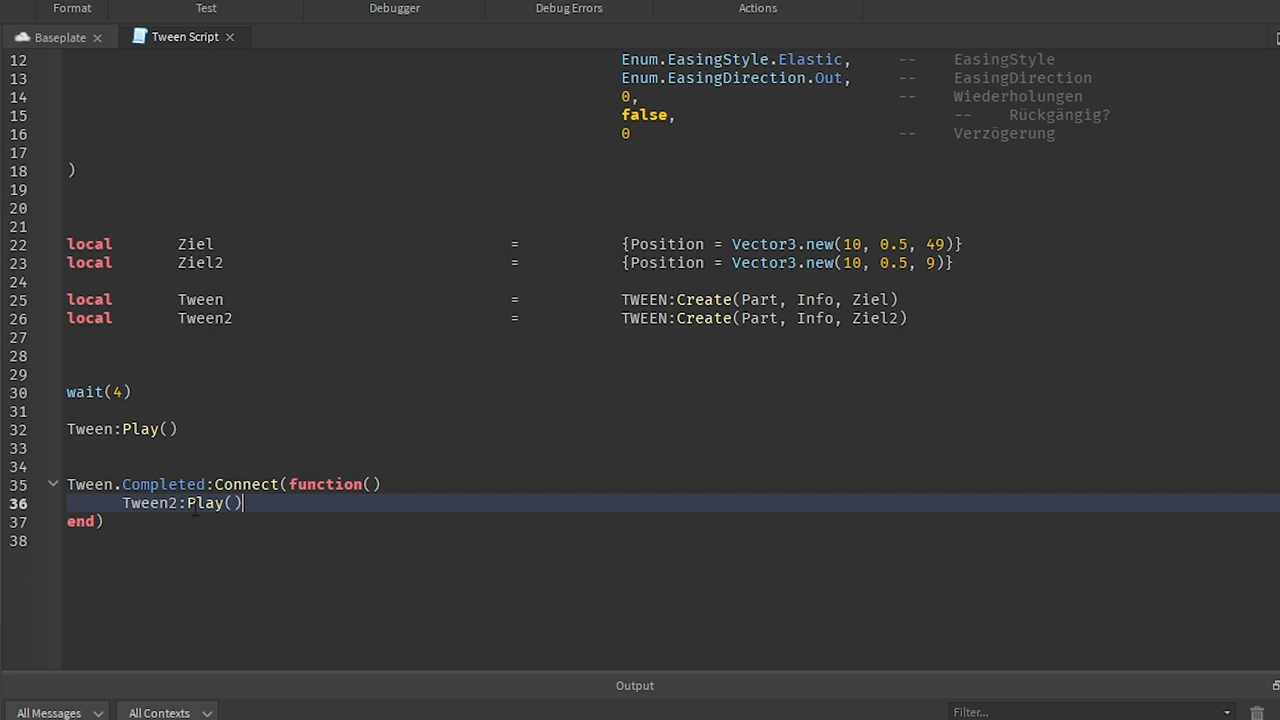 Format Test Debugger Debug Errors Actions
Baseplate Tween Script
12 Enum.EasingStyle.Elastic, -- EasingStyle
13 Enum.EasingDirection.Out, -- EasingDirection
14 0, -- Wiederholungen
15 false, -- Rückgängig?
16 0 -- Verzögerung
17
18 )
19
20
21
22 local Ziel = {Position = Vector3.new(10, 0.5, 49)}
23 local Ziel2 = {Position = Vector3.new(10, 0.5, 9)}
24
25 local Tween = TWEEN:Create(Part, Info, Ziel)
26 local Tween2 = TWEEN:Create(Part, Info, Ziel2)
27
28
29
30 wait(4)
31
32 Tween:Play()
33
34
35 Tween.Completed:Connect(function()
36 Tween2:Play()
37 end)
38
Output
All Messages All Contexts Filter...